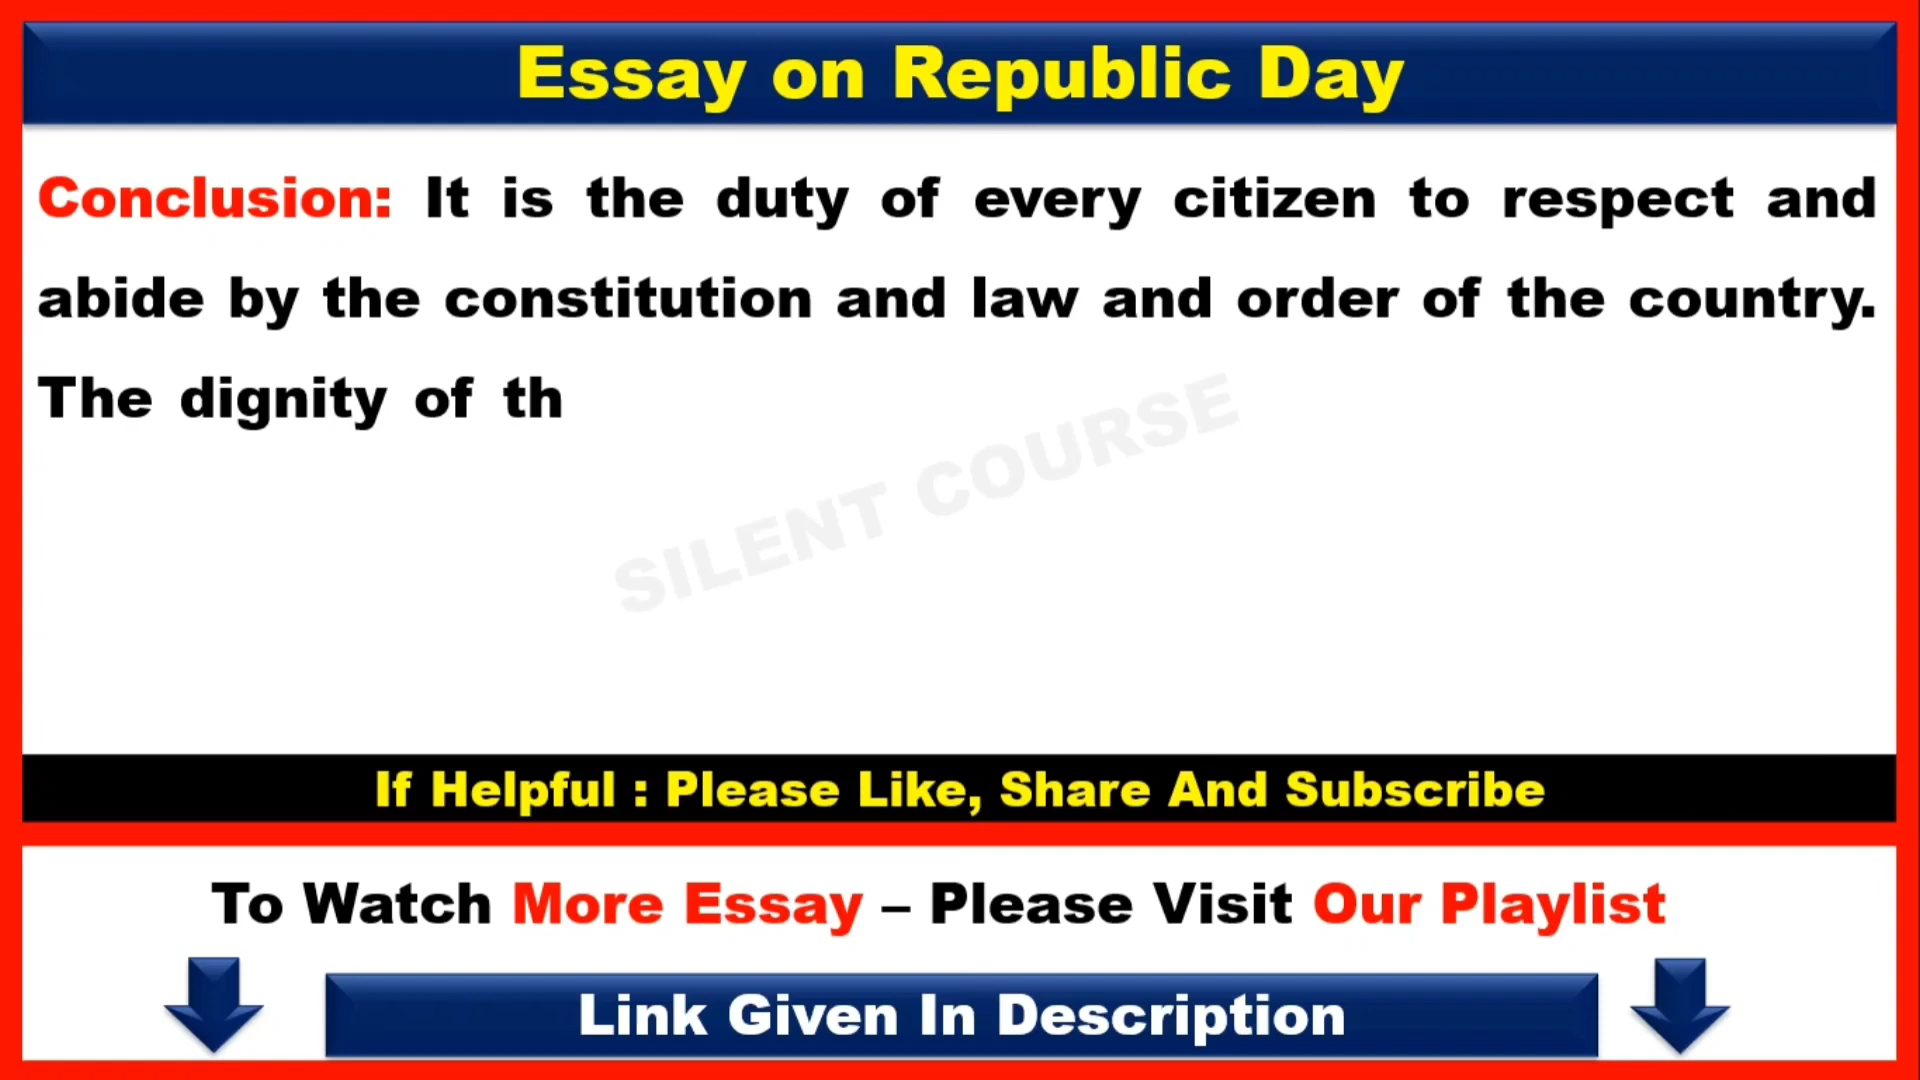 Essay on Republic Day
Conclusion: It is the duty of every citizen to respect and
abide by the constitution and law and order of the country.
The dignity of th
SILENT COURSE
If Helpful : Please Like, Share And Subscribe
To Watch More Essay – Please Visit Our Playlist
Link Given In Description